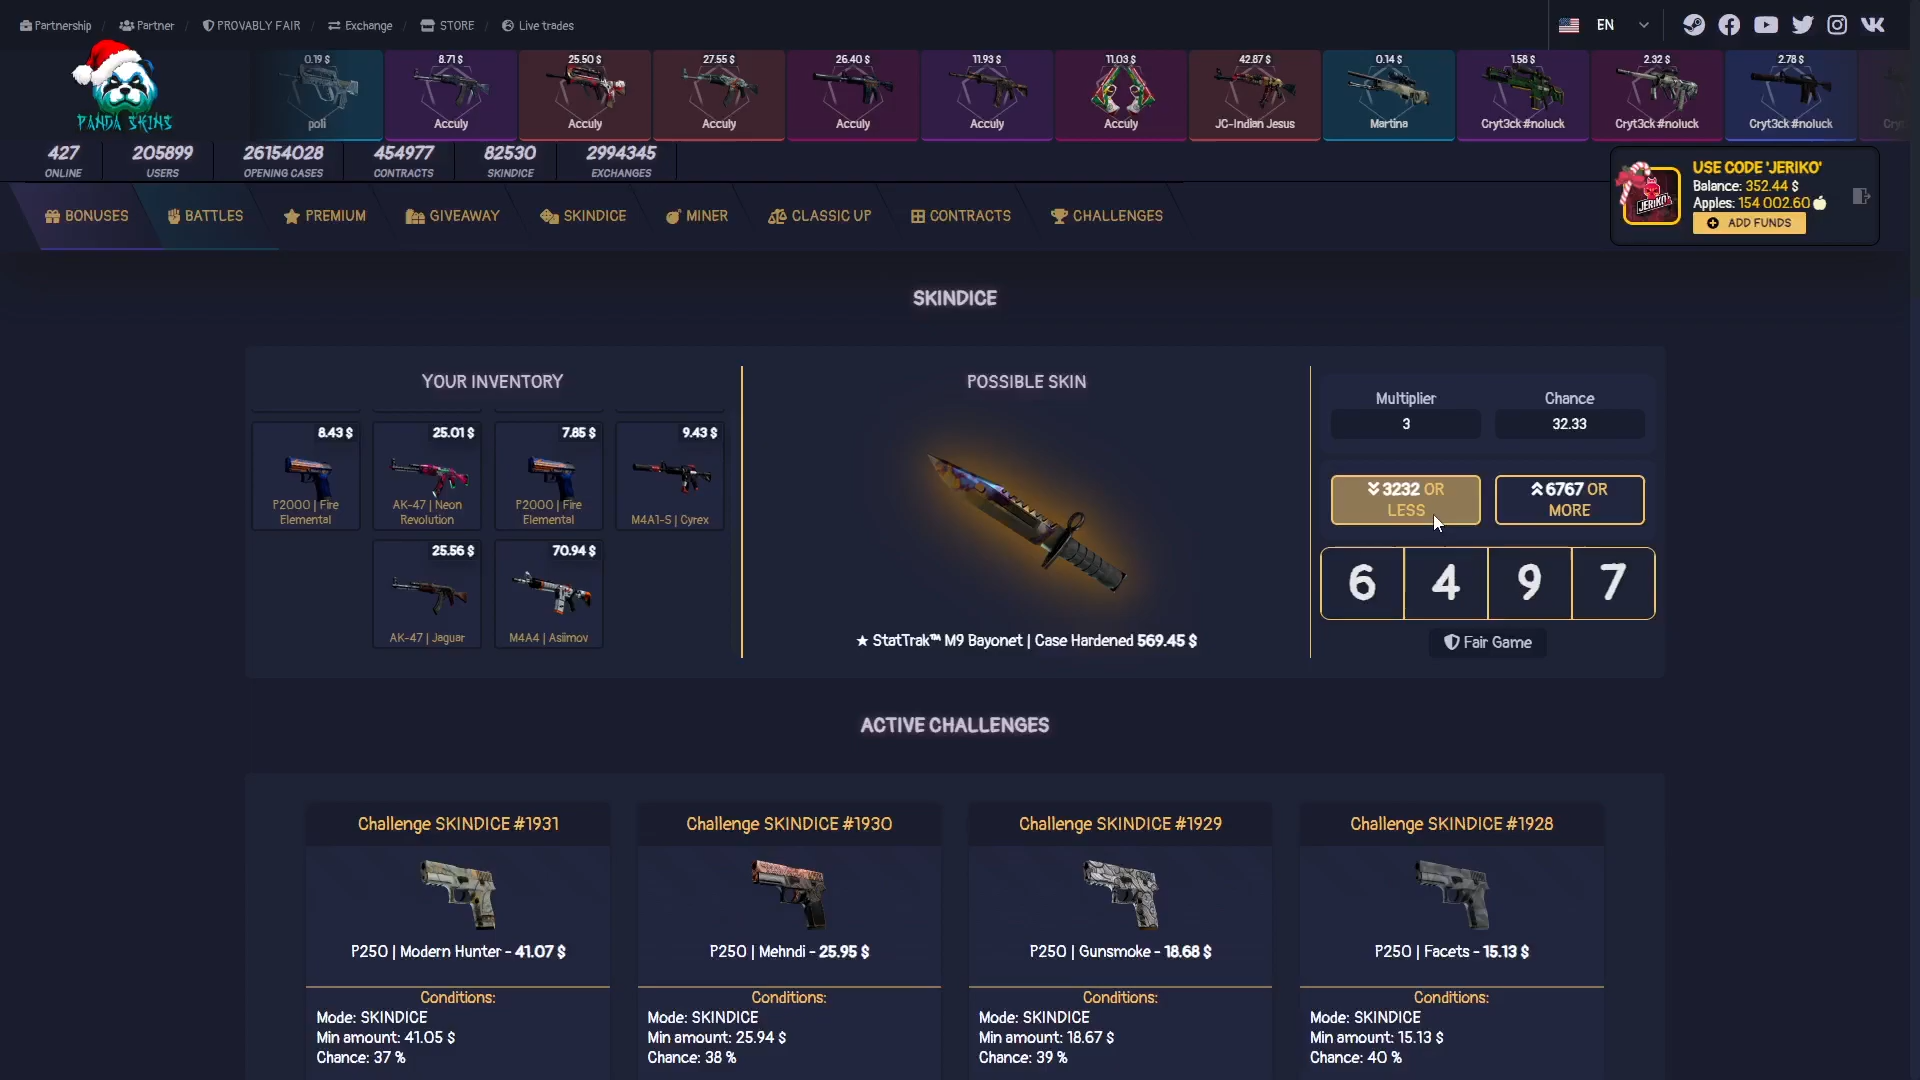 Partnership / Partner / PROVABLY FAIR / Exchange / STORE / Live trades
EN
PANDA SKINS
0.19 $
poli
8.71 $
Acculy
25.50 $
Acculy
27.55 $
Acculy
26.40 $
Acculy
11.93 $
Acculy
11.03 $
Acculy
42.87 $
JC-Indian Jesus
0.14 $
Martina
1.58 $
Cryt3ck #noluck
2.32 $
Cryt3ck #noluck
2.78 $
Cryt3ck #noluck
427
ONLINE
205899
USERS
26154028
OPENING CASES
454977
CONTRACTS
82530
SKINDICE
2994345
EXCHANGES
JERIKO
USE CODE 'JERIKO'
Balance: 352.44 $
Apples: 154 002.60
ADD FUNDS
BONUSES BATTLES PREMIUM GIVEAWAY SKINDICE MINER CLASSIC UP CONTRACTS CHALLENGES
SKINDICE
YOUR INVENTORY
8.43 $
P2000 | Fire
Elemental
25.01 $
AK-47 | Neon
Revolution
7.85 $
P2000 | Fire
Elemental
9.43 $
M4A1-S | Cyrex
25.56 $
AK-47 | Jaguar
70.94 $
M4A4 | Asiimov
POSSIBLE SKIN
★ StatTrak™ M9 Bayonet | Case Hardened 569.45 $
Multiplier
3
Chance
32.33
3232 OR
LESS
6767 OR
MORE
6 4 9 7
Fair Game
ACTIVE CHALLENGES
Challenge SKINDICE #1931
P250 | Modern Hunter - 41.07 $
Conditions:
Mode: SKINDICE
Min amount: 41.05 $
Chance: 37 %
Challenge SKINDICE #1930
P250 | Mehndi - 25.95 $
Conditions:
Mode: SKINDICE
Min amount: 25.94 $
Chance: 38 %
Challenge SKINDICE #1929
P250 | Gunsmoke - 18.68 $
Conditions:
Mode: SKINDICE
Min amount: 18.67 $
Chance: 39 %
Challenge SKINDICE #1928
P250 | Facets - 15.13 $
Conditions:
Mode: SKINDICE
Min amount: 15.13 $
Chance: 40 %